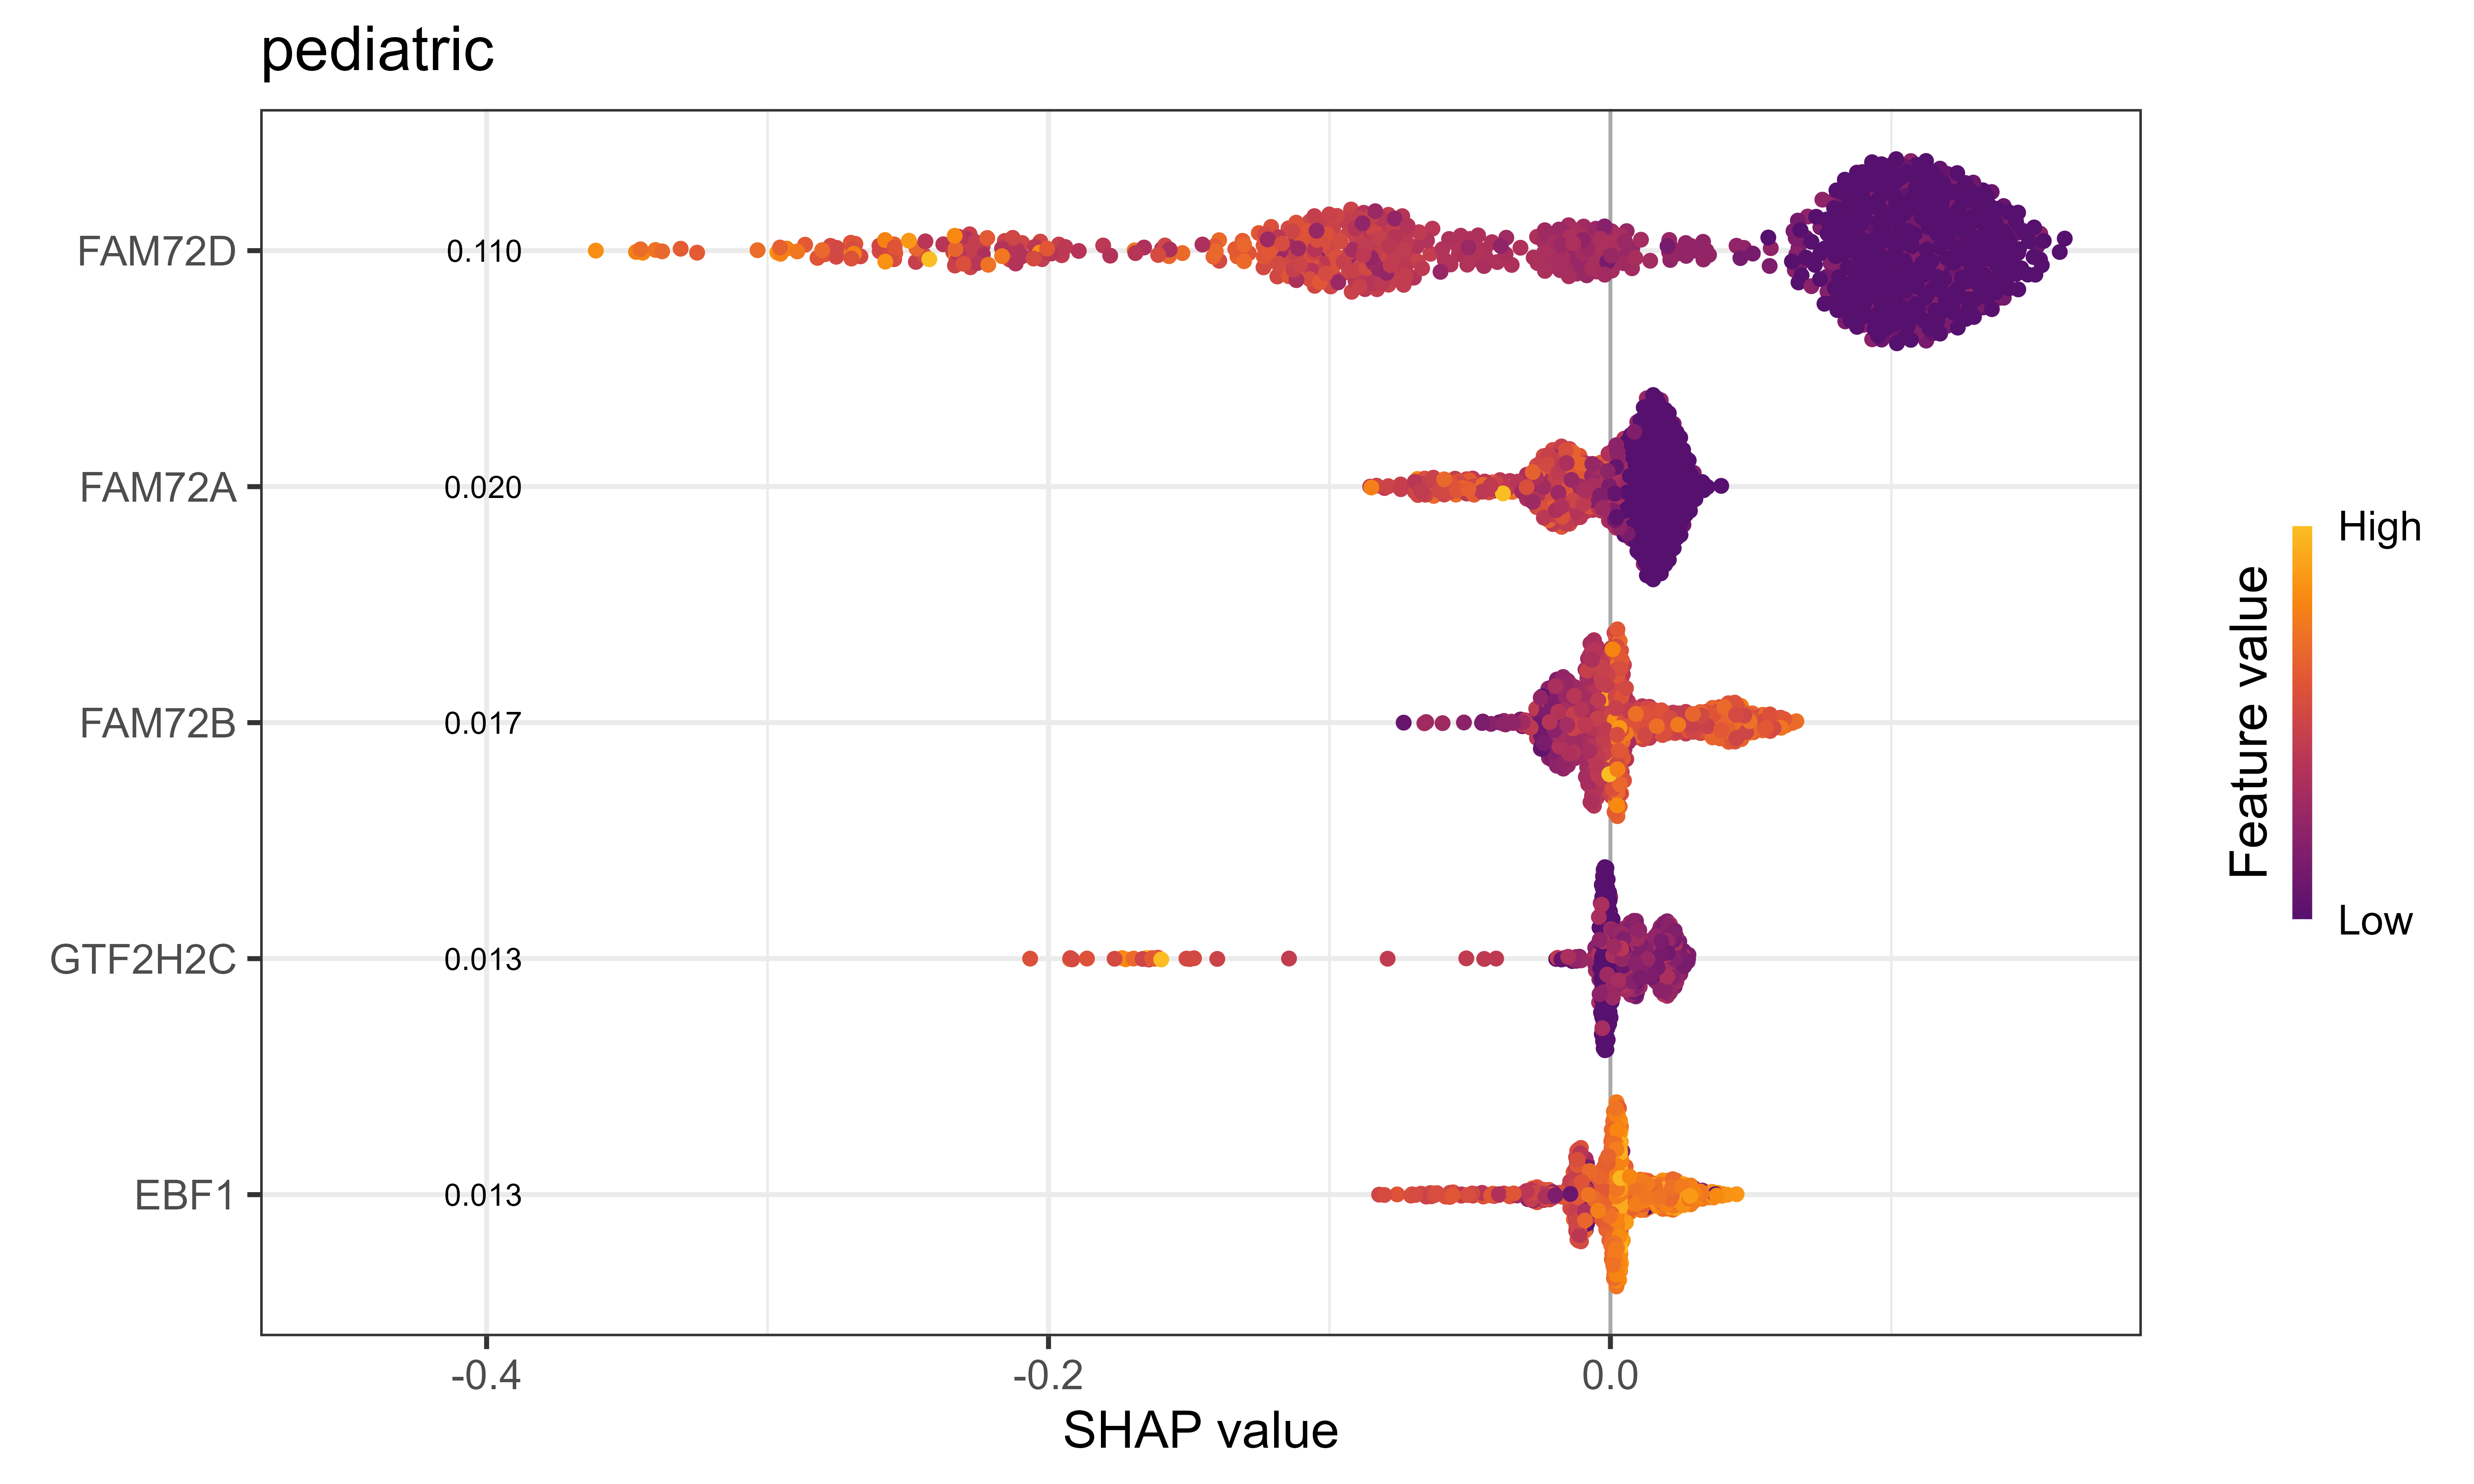 pediatric
FAM72D 0.110
FAM72A 0.020
FAM72B 0.017
GTF2H2C 0.013
EBF1 0.013
-0.4 -0.2 0.0
SHAP value
High
Feature value
Low